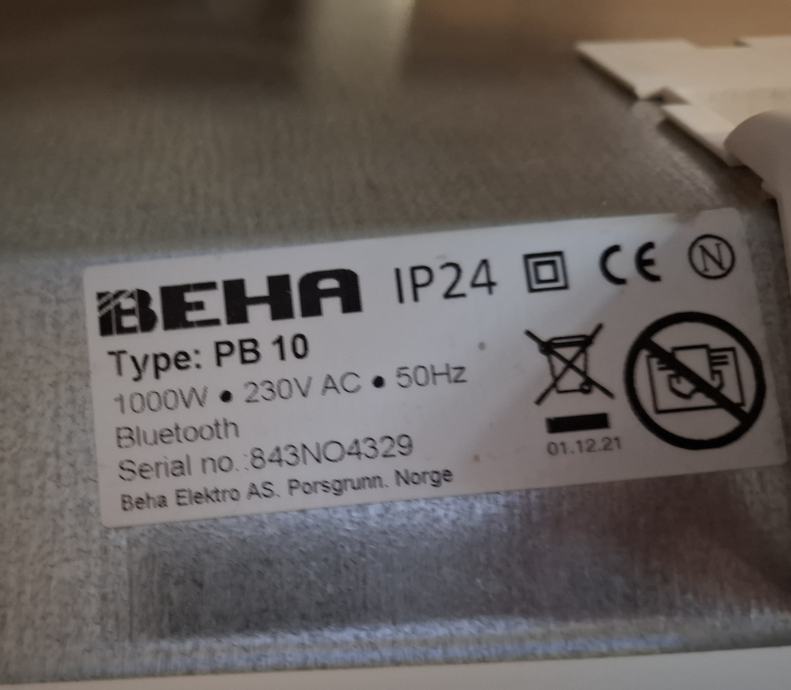 BEHA IP24 CE N
Type: PB 10
1000W • 230V AC • 50Hz
Bluetooth
Serial no.:843NO4329
01.12.21
Beha Elektro AS. Porsgrunn. Norge